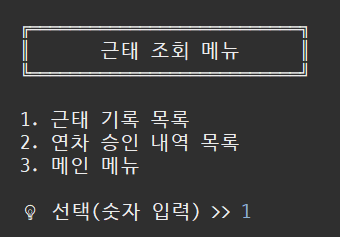 근태 조회 메뉴
1. 근태 기록 목록
2. 연차 승인 내역 목록
3. 메인 메뉴
선택(숫자 입력) >> 1